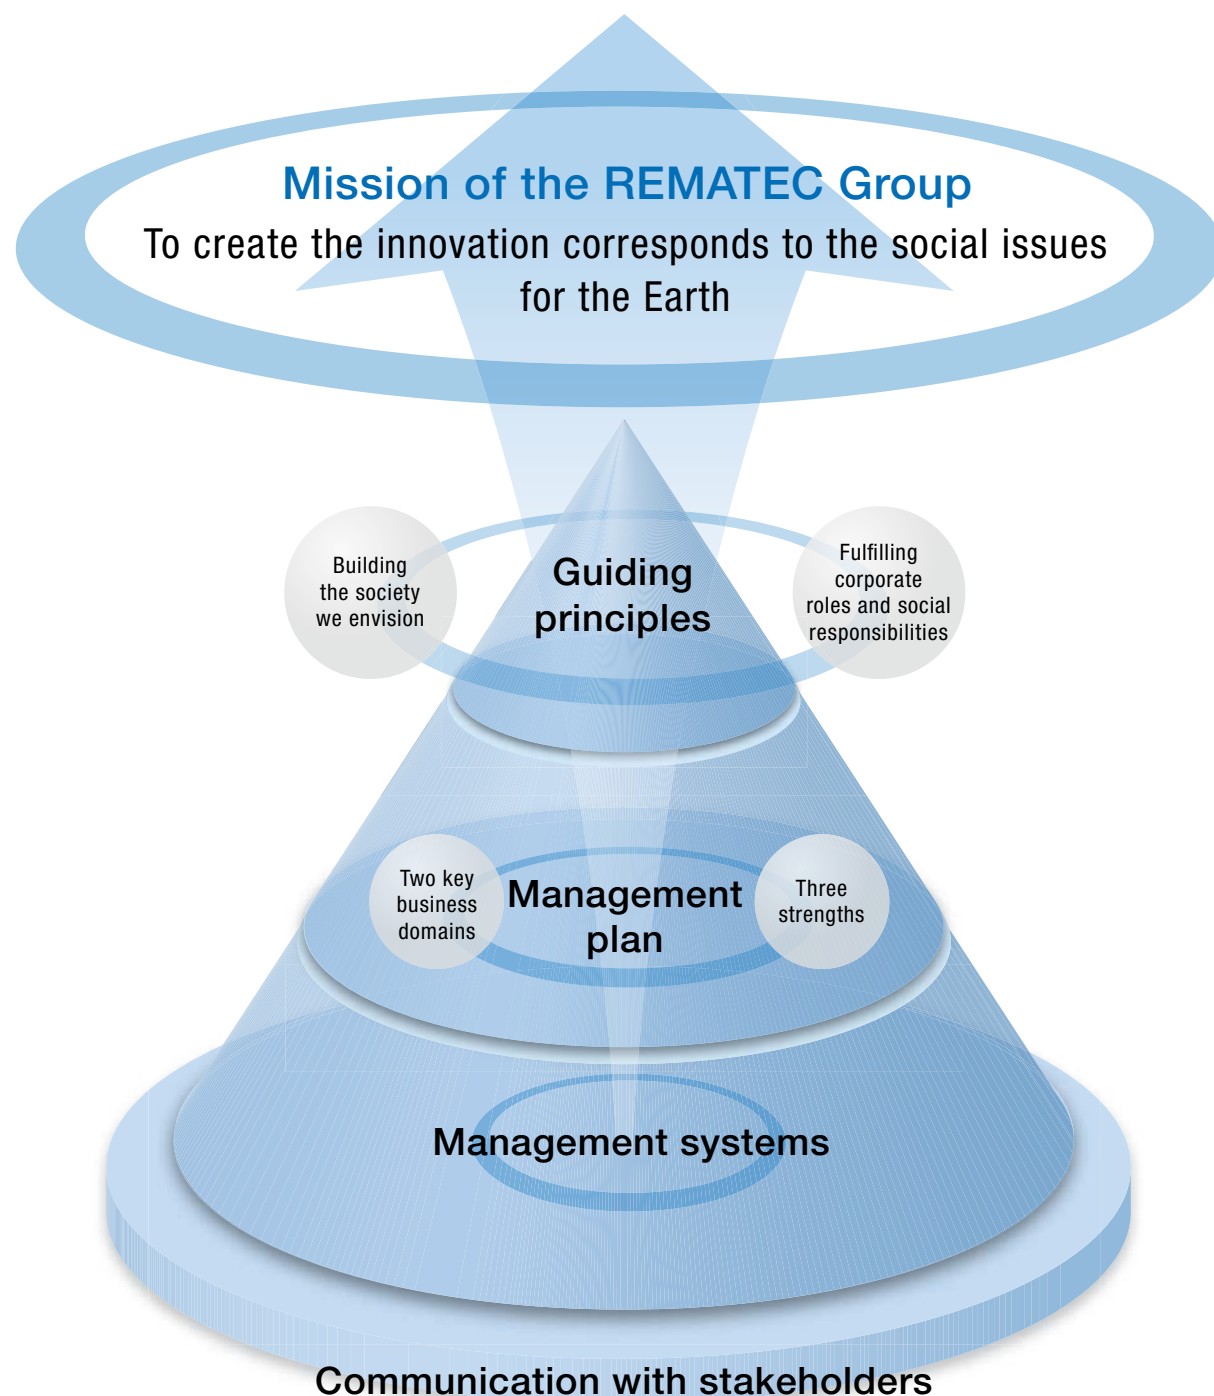 Mission of the REMATEC Group
To create the innovation corresponds to the social issues
for the Earth
Building
the society
we envision
Guiding
principles
Fulfilling
corporate
roles and social
responsibilities
Two key
business
domains
Management
plan
Three
strengths
Management systems
Communication with stakeholders